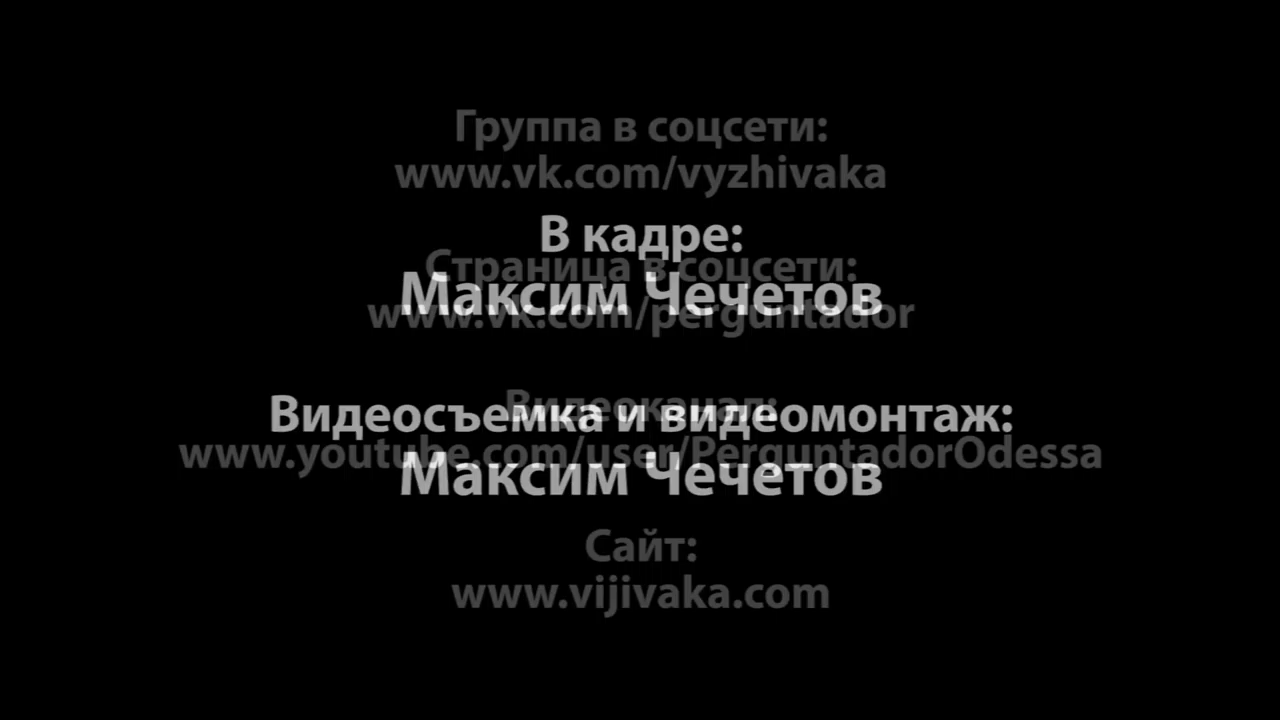 Группа в соцсети:
www.vk.com/vyzhivaka
В кадре:
Страница в соцсети:
Максим Чечетов
www.vk.com/perguntador
Видеоканал:
Видеосъемка и видеомонтаж:
www.youtube.com/user/PerguntadorOdessa
Максим Чечетов
Сайт:
www.vijivaka.com